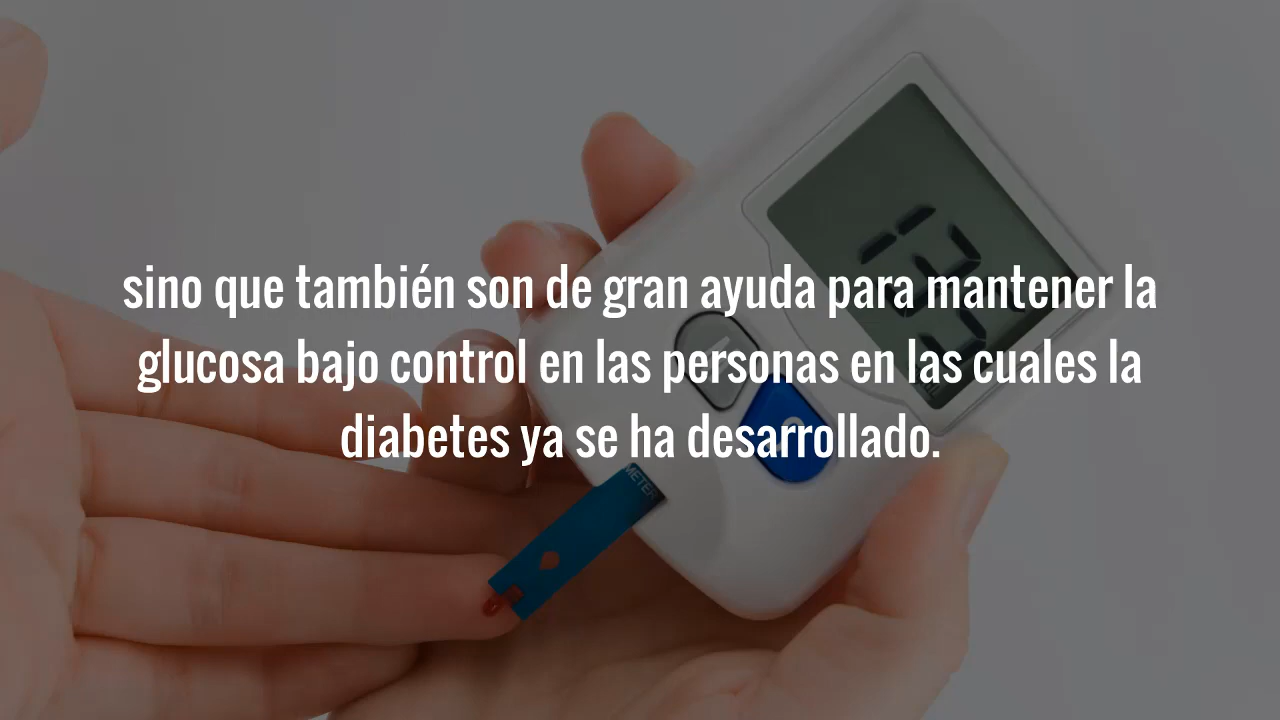 sino que también son de gran ayuda para mantener la
glucosa bajo control en las personas en las cuales la
diabetes ya se ha desarrollado.
METER